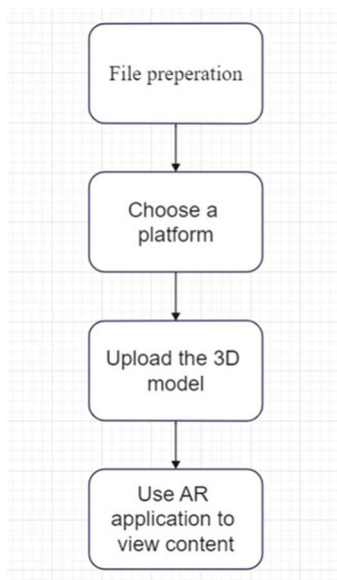 File preperation
Choose a
platform
Upload the 3D
model
Use AR
application to
view content